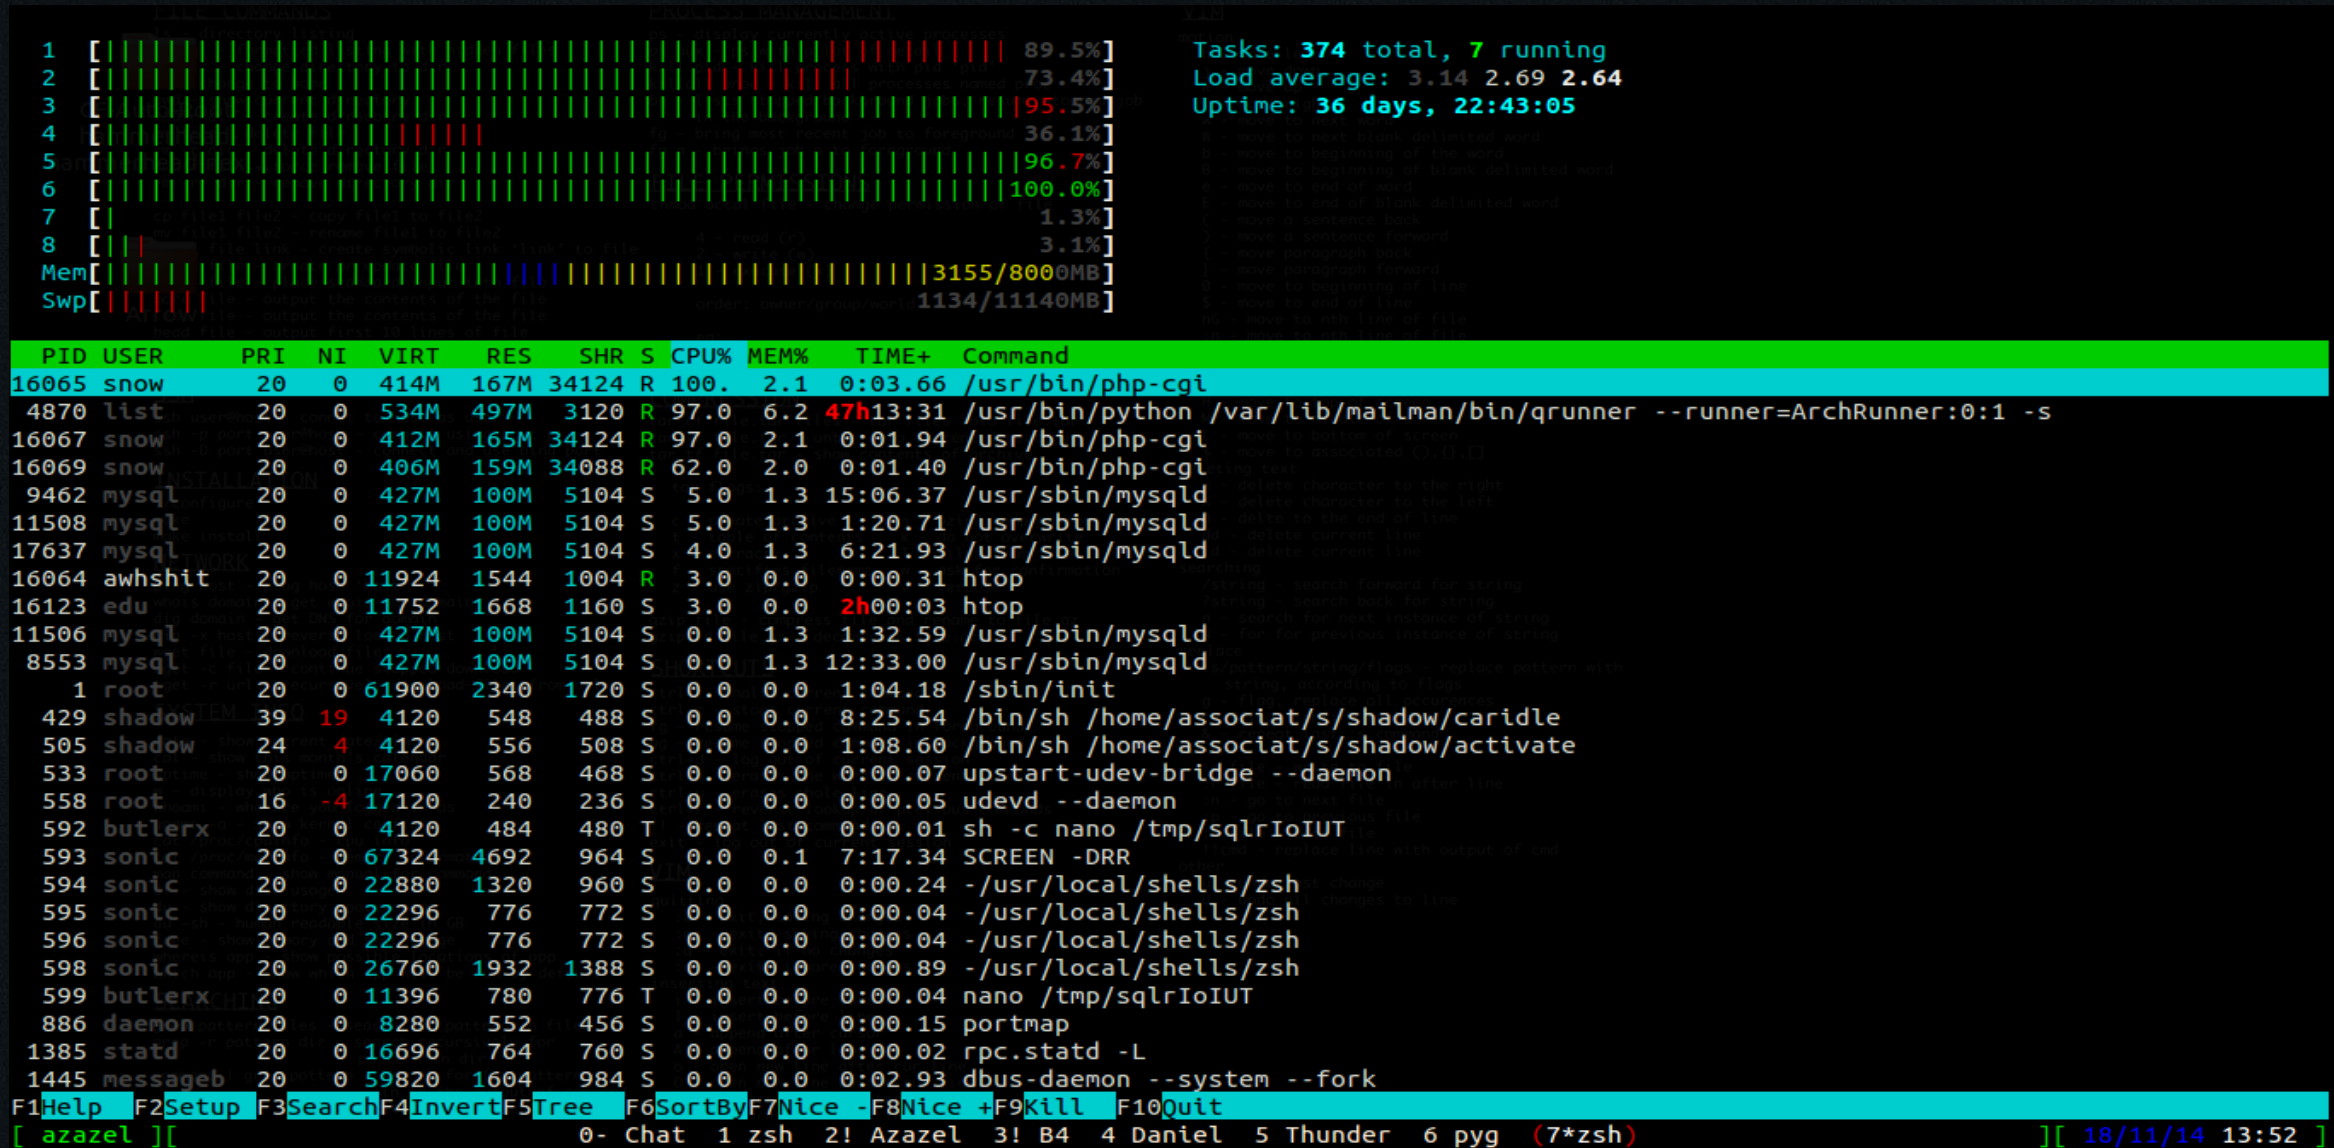 1 [ 89.5%] Tasks: 374 total, 7 running
2 [ 73.4%] Load average: 3.14 2.69 2.64
3 [ 95.5%] Uptime: 36 days, 22:43:05
4 [ 36.1%]
5 [ 96.7%]
6 [ 100.0%]
7 [ 1.3%]
8 [ 3.1%]
Mem[ 3155/8000MB]
Swp[ 1134/11140MB]
PID USER PRI NI VIRT RES SHR S CPU% MEM% TIME+ Command
16065 snow 20 0 414M 167M 34124 R 100. 2.1 0:03.66 /usr/bin/php-cgi
4870 list 20 0 534M 497M 3120 R 97.0 6.2 47h13:31 /usr/bin/python /var/lib/mailman/bin/qrunner --runner=ArchRunner:0:1 -s
16067 snow 20 0 412M 165M 34124 R 97.0 2.1 0:01.94 /usr/bin/php-cgi
16069 snow 20 0 406M 159M 34088 R 62.0 2.0 0:01.40 /usr/bin/php-cgi
9462 mysql 20 0 427M 100M 5104 S 5.0 1.3 15:06.37 /usr/sbin/mysqld
11508 mysql 20 0 427M 100M 5104 S 5.0 1.3 1:20.71 /usr/sbin/mysqld
17637 mysql 20 0 427M 100M 5104 S 4.0 1.3 6:21.93 /usr/sbin/mysqld
16064 awhshit 20 0 11924 1544 1004 R 3.0 0.0 0:00.31 htop
16123 edu 20 0 11752 1668 1160 S 3.0 0.0 2h00:03 htop
11506 mysql 20 0 427M 100M 5104 S 0.0 1.3 1:32.59 /usr/sbin/mysqld
8553 mysql 20 0 427M 100M 5104 S 0.0 1.3 12:33.00 /usr/sbin/mysqld
1 root 20 0 61900 2340 1720 S 0.0 0.0 1:04.18 /sbin/init
429 shadow 39 19 4120 548 488 S 0.0 0.0 8:25.54 /bin/sh /home/associat/s/shadow/caridle
505 shadow 24 4 4120 556 508 S 0.0 0.0 1:08.60 /bin/sh /home/associat/s/shadow/activate
533 root 20 0 17060 568 468 S 0.0 0.0 0:00.07 upstart-udev-bridge --daemon
558 root 16 -4 17120 240 236 S 0.0 0.0 0:00.05 udevd --daemon
592 butlerx 20 0 4120 484 480 T 0.0 0.0 0:00.01 sh -c nano /tmp/sqlrIoIUT
593 sonic 20 0 67324 4692 964 S 0.0 0.1 7:17.34 SCREEN -DRR
594 sonic 20 0 22880 1320 960 S 0.0 0.0 0:00.24 -/usr/local/shells/zsh
595 sonic 20 0 22296 776 772 S 0.0 0.0 0:00.04 -/usr/local/shells/zsh
596 sonic 20 0 22296 776 772 S 0.0 0.0 0:00.04 -/usr/local/shells/zsh
598 sonic 20 0 26760 1932 1388 S 0.0 0.0 0:00.89 -/usr/local/shells/zsh
599 butlerx 20 0 11396 780 776 T 0.0 0.0 0:00.04 nano /tmp/sqlrIoIUT
886 daemon 20 0 8280 552 456 S 0.0 0.0 0:00.15 portmap
1385 statd 20 0 16696 764 760 S 0.0 0.0 0:00.02 rpc.statd -L
1445 messageb 20 0 59820 1604 984 S 0.0 0.0 0:02.93 dbus-daemon --system --fork
F1Help F2Setup F3SearchF4InvertF5Tree F6SortByF7Nice -F8Nice +F9Kill F10Quit
[ azazel ][ 0- Chat 1 zsh 2! Azazel 3! B4 4 Daniel 5 Thunder 6 pyg (7*zsh) ][ 18/11/14 13:52 ]